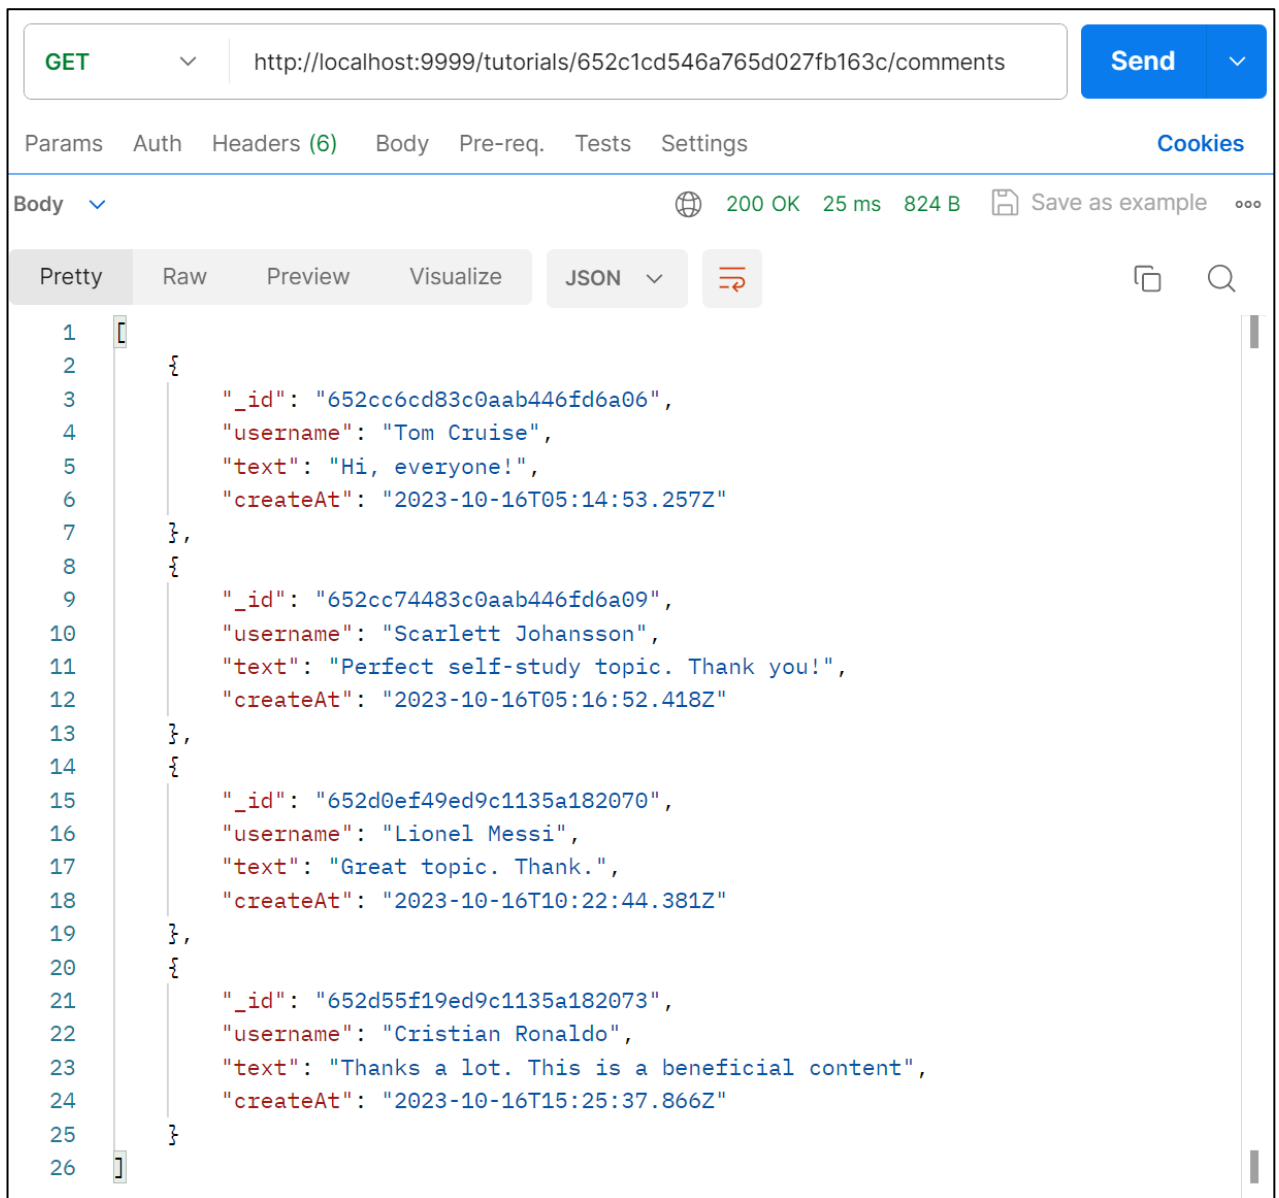 GET http://localhost:9999/tutorials/652c1cd546a765d027fb163c/comments Send
Params Auth Headers (6) Body Pre-req. Tests Settings Cookies
Body 200 OK 25 ms 824 B Save as example
Pretty Raw Preview Visualize JSON
1 [
2 {
3 "_id": "652cc6cd83c0aab446fd6a06",
4 "username": "Tom Cruise",
5 "text": "Hi, everyone!",
6 "createAt": "2023-10-16T05:14:53.257Z"
7 },
8 {
9 "_id": "652cc74483c0aab446fd6a09",
10 "username": "Scarlett Johansson",
11 "text": "Perfect self-study topic. Thank you!",
12 "createAt": "2023-10-16T05:16:52.418Z"
13 },
14 {
15 "_id": "652d0ef49ed9c1135a182070",
16 "username": "Lionel Messi",
17 "text": "Great topic. Thank.",
18 "createAt": "2023-10-16T10:22:44.381Z"
19 },
20 {
21 "_id": "652d55f19ed9c1135a182073",
22 "username": "Cristian Ronaldo",
23 "text": "Thanks a lot. This is a beneficial content",
24 "createAt": "2023-10-16T15:25:37.866Z"
25 }
26 ]